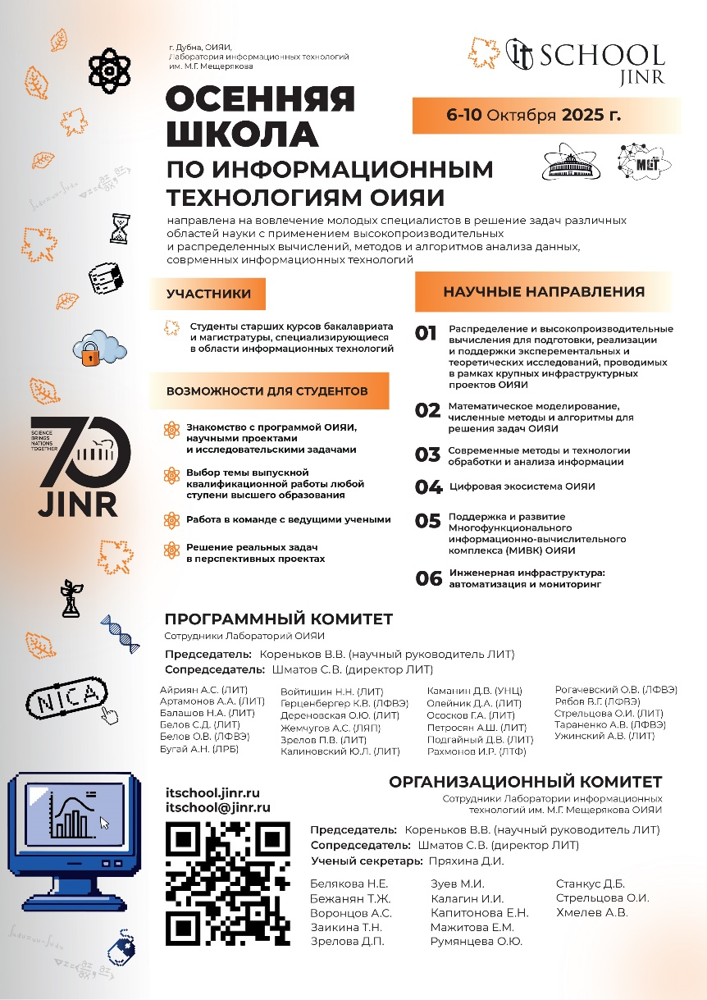 г. Дубна, ОИЯИ,
Лаборатория информационных технологий
им. М.Г. Мещерякова
it SCHOOL
JINR
ОСЕННЯЯ
ШКОЛА
ПО ИНФОРМАЦИОННЫМ
ТЕХНОЛОГИЯМ ОИЯИ
6-10 Октября 2025 г.
MLIT
направлена на вовлечение молодых специалистов в решение задач различных
областей науки с применением высокопроизводительных
и распределенных вычислений, методов и алгоритмов анализа данных,
соврменных информационных технологий
УЧАСТНИКИ
Студенты старших курсов бакалавриата
и магистратуры, специализирующиеся
в области информационных технологий
ВОЗМОЖНОСТИ ДЛЯ СТУДЕНТОВ
Знакомство с программой ОИЯИ,
научными проектами
и исследовательскими задачами
Выбор темы выпускной
квалификационной работы любой
ступени высшего образования
Работа в команде с ведущими учеными
Решение реальных задач
в перспективных проектах
НАУЧНЫЕ НАПРАВЛЕНИЯ
01 Распределение и высокопроизводительные
вычисления для подготовки, реализации
и поддержки эксперементальных и
теоретических исследований, проводимых
в рамках крупных инфраструктурных
проектов ОИЯИ
02 Математическое моделирование,
численные методы и алгоритмы для
решения задач ОИЯИ
03 Современные методы и технологии
обработки и анализа информации
04 Цифровая экосистема ОИЯИ
05 Поддержка и развитие
Многофункционального
информационно-вычислительного
комплекса (МИВК) ОИЯИ
06 Инженерная инфраструктура:
автоматизация и мониторинг
SCIENCE
BRINGS
NATIONS
TOGETHER
70
JINR
NICA
ПРОГРАММНЫЙ КОМИТЕТ
Сотрудники Лабораторий ОИЯИ
Председатель: Кореньков В.В. (научный руководитель ЛИТ)
Сопредседатель: Шматов С.В. (директор ЛИТ)
Айриян А.С. (ЛИТ)
Артамонов А.А. (ЛИТ)
Балашов Н.А. (ЛИТ)
Белов С.Д. (ЛИТ)
Белов О.В. (ЛФВЭ)
Бугай А.Н. (ЛРБ)
Войтишин Н.Н. (ЛИТ)
Герценбергер К.В. (ЛФВЭ)
Дереновская О.Ю. (ЛИТ)
Жемчугов А.С. (ЛЯП)
Зрелов П.В. (ЛИТ)
Калиновский Ю.Л. (ЛИТ)
Каманин Д.В. (УНЦ)
Олейник Д.А. (ЛИТ)
Ососков Г.А. (ЛИТ)
Петросян А.Ш. (ЛИТ)
Подгайный Д.В. (ЛИТ)
Рахмонов И.Р. (ЛТФ)
Рогачевский О.В. (ЛФВЭ)
Рябов В.Г. (ЛФВЭ)
Стрельцова О.И. (ЛИТ)
Тараненко А.В. (ЛФВЭ)
Ужинский А.В. (ЛИТ)
itschool.jinr.ru
itschool@jinr.ru
ОРГАНИЗАЦИОННЫЙ КОМИТЕТ
Сотрудники Лаборатории информационных
технологий им. М.Г. Мещерякова ОИЯИ
Председатель: Кореньков В.В. (научный руководитель ЛИТ)
Сопредседатель: Шматов С.В. (директор ЛИТ)
Ученый секретарь: Пряхина Д.И.
Белякова Н.Е.
Бежанян Т.Ж.
Воронцов А.С.
Заикина Т.Н.
Зрелова Д.П.
Зуев М.И.
Калагин И.И.
Капитонова Е.Н.
Мажитова Е.М.
Румянцева О.Ю.
Станкус Д.Б.
Стрельцова О.И.
Хмелев А.В.